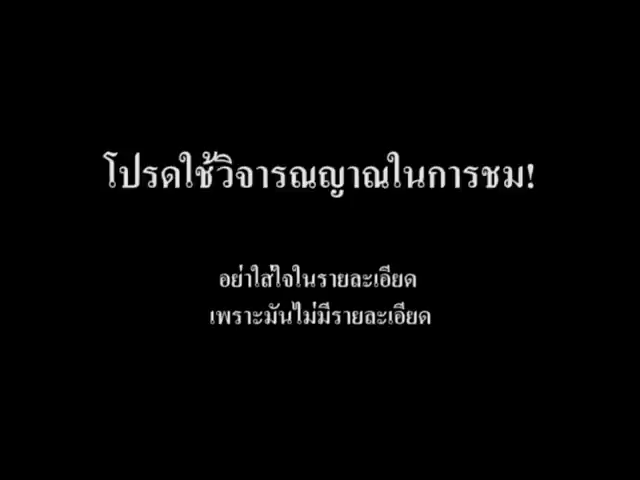 โปรดใช้วิจารณญาณในการชม!
อย่าใส่ใจในรายละเอียด
เพราะมันไม่มีรายละเอียด